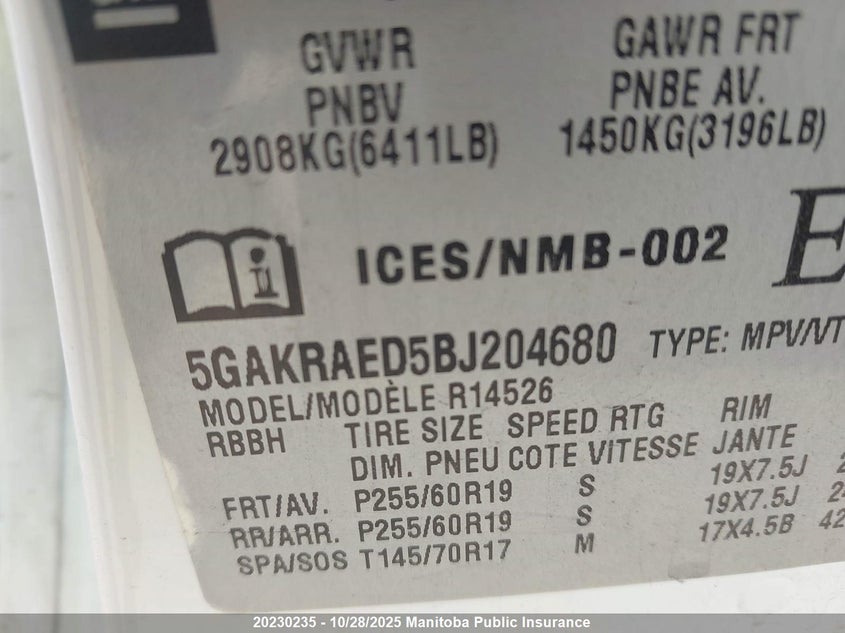 GVWR GAWR FRT
PNBV PNBE AV.
2908KG(6411LB) 1450KG(3196LB)
ICES/NMB-002
5GAKRAED5BJ204680 TYPE: MPV/VT
MODEL/MODÈLE R14526
RBBH TIRE SIZE SPEED RTG RIM
DIM. PNEU COTE VITESSE JANTE
FRT/AV. P255/60R19 S 19X7.5J
RR/ARR. P255/60R19 S 19X7.5J
SPA/SOS T145/70R17 M 17X4.5B 42
20230235 - 10/28/2025 Manitoba Public Insurance